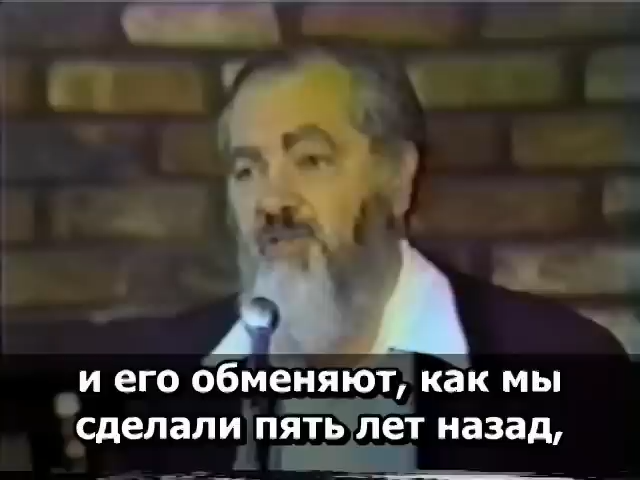 и его обменяют, как мы
сделали пять лет назад,